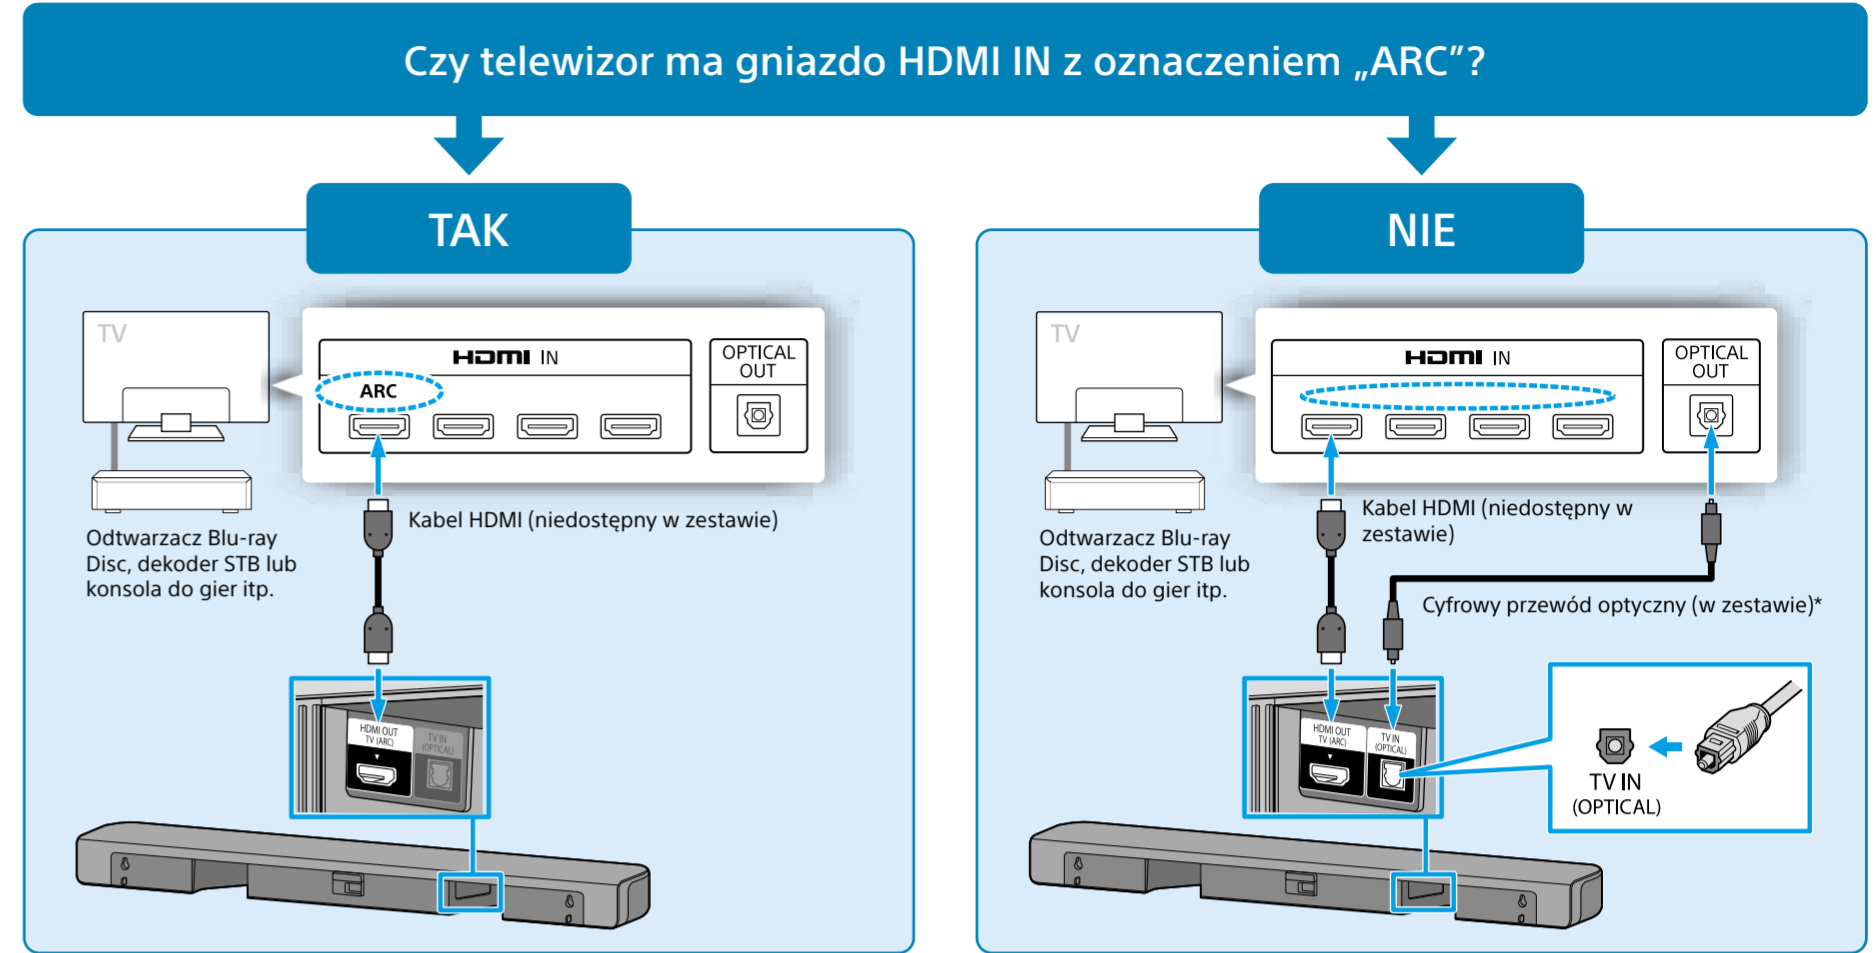 Czy telewizor ma gniazdo HDMI IN z oznaczeniem „ARC”?
TAK
TV
HDMI IN
ARC
OPTICAL
OUT
Kabel HDMI (niedostępny w zestawie)
Odtwarzacz Blu-ray
Disc, dekoder STB lub
konsola do gier itp.
HDMI OUT
TV (ARC)
TV IN
(OPTICAL)
NIE
TV
HDMI IN
OPTICAL
OUT
Kabel HDMI (niedostępny w
zestawie)
Odtwarzacz Blu-ray
Disc, dekoder STB lub
konsola do gier itp.
Cyfrowy przewód optyczny (w zestawie)*
HDMI OUT
TV (ARC)
TV IN
(OPTICAL)
TV IN
(OPTICAL)